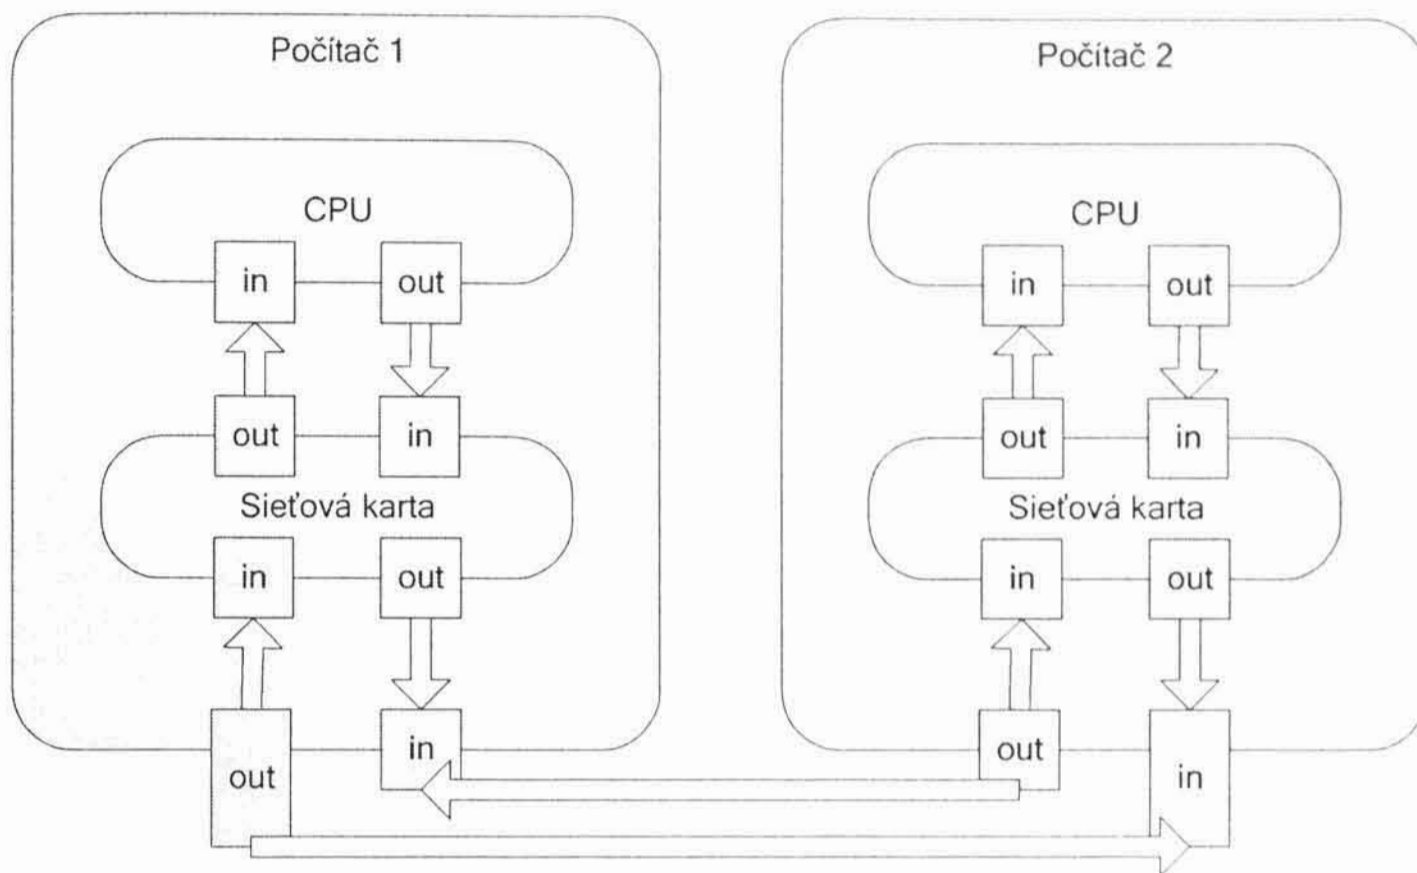 Počítač 1
CPU
in out
out in
Sieťová karta
in out
out in
Počítač 2
CPU
in out
out in
Sieťová karta
in out
out in